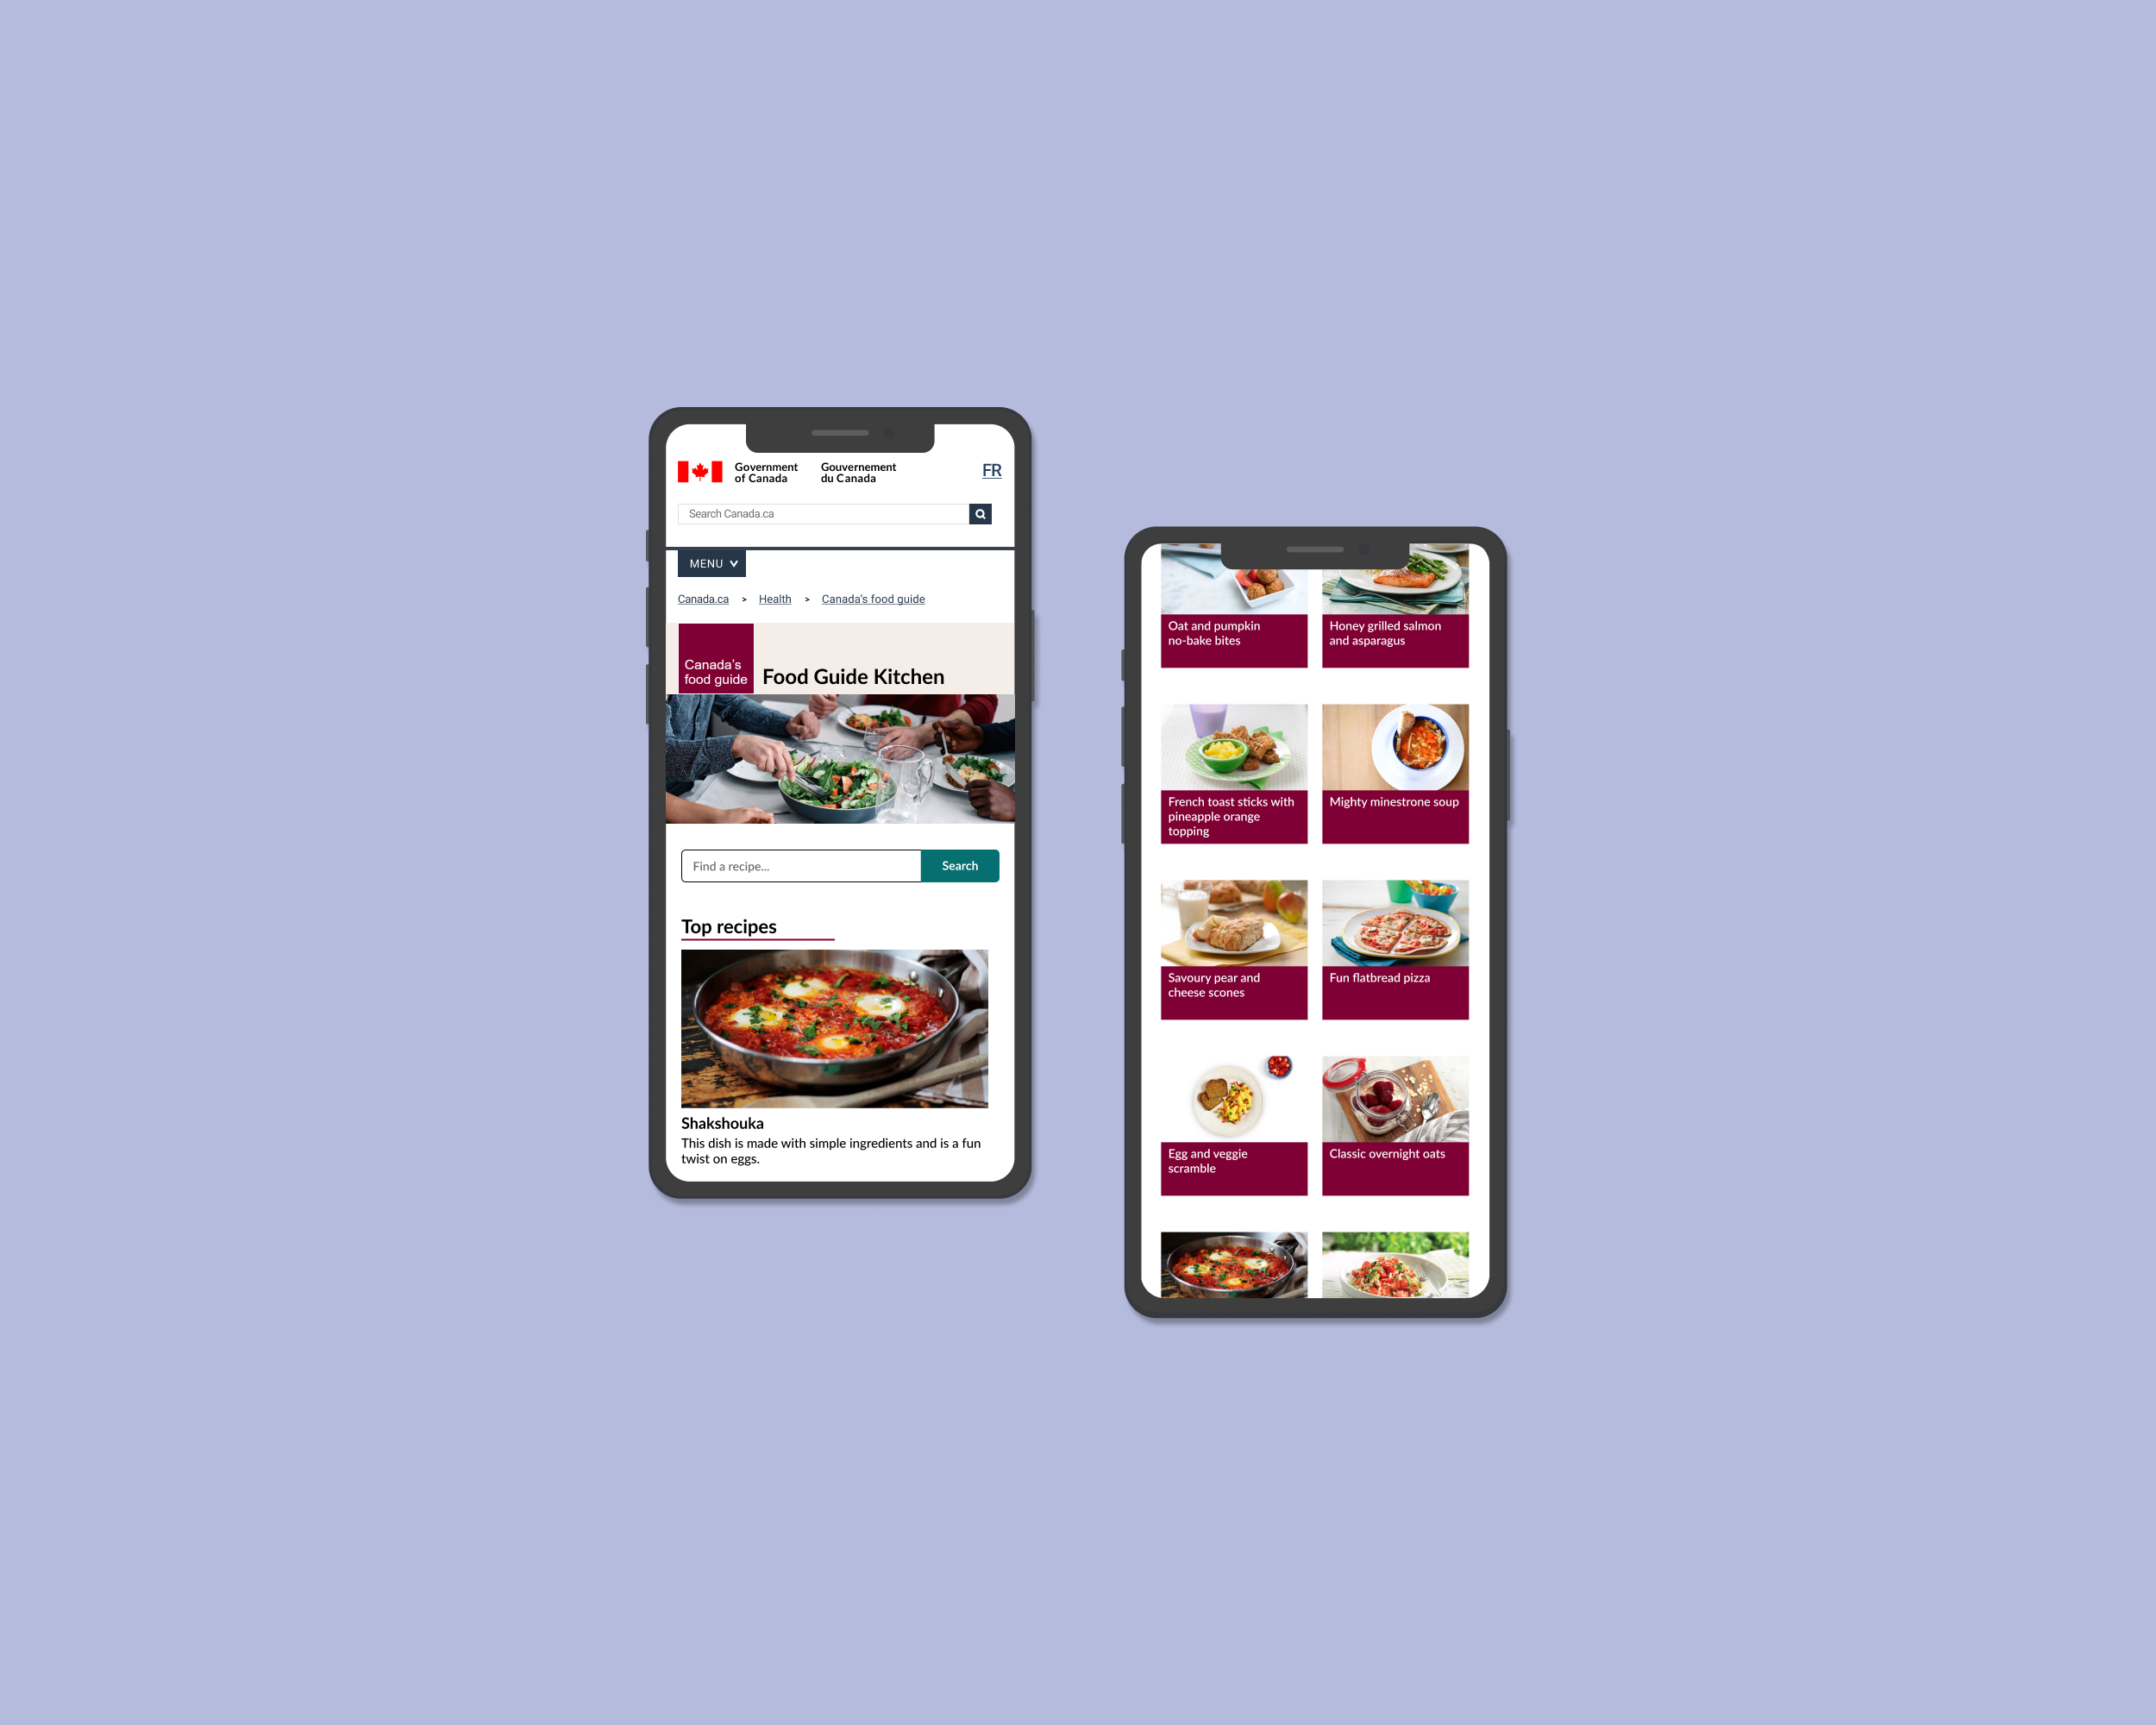 Government
of Canada
Gouvernement
du Canada
FR
Search Canada.ca
MENU
Canada.ca > Health > Canada's food guide
Canada's
food guide
Food Guide Kitchen
Find a recipe...
Search
Top recipes
Shakshouka
This dish is made with simple ingredients and is a fun
twist on eggs.
Oat and pumpkin
no-bake bites
Honey grilled salmon
and asparagus
French toast sticks with
pineapple orange
topping
Mighty minestrone soup
Savoury pear and
cheese scones
Fun flatbread pizza
Egg and veggie
scramble
Classic overnight oats